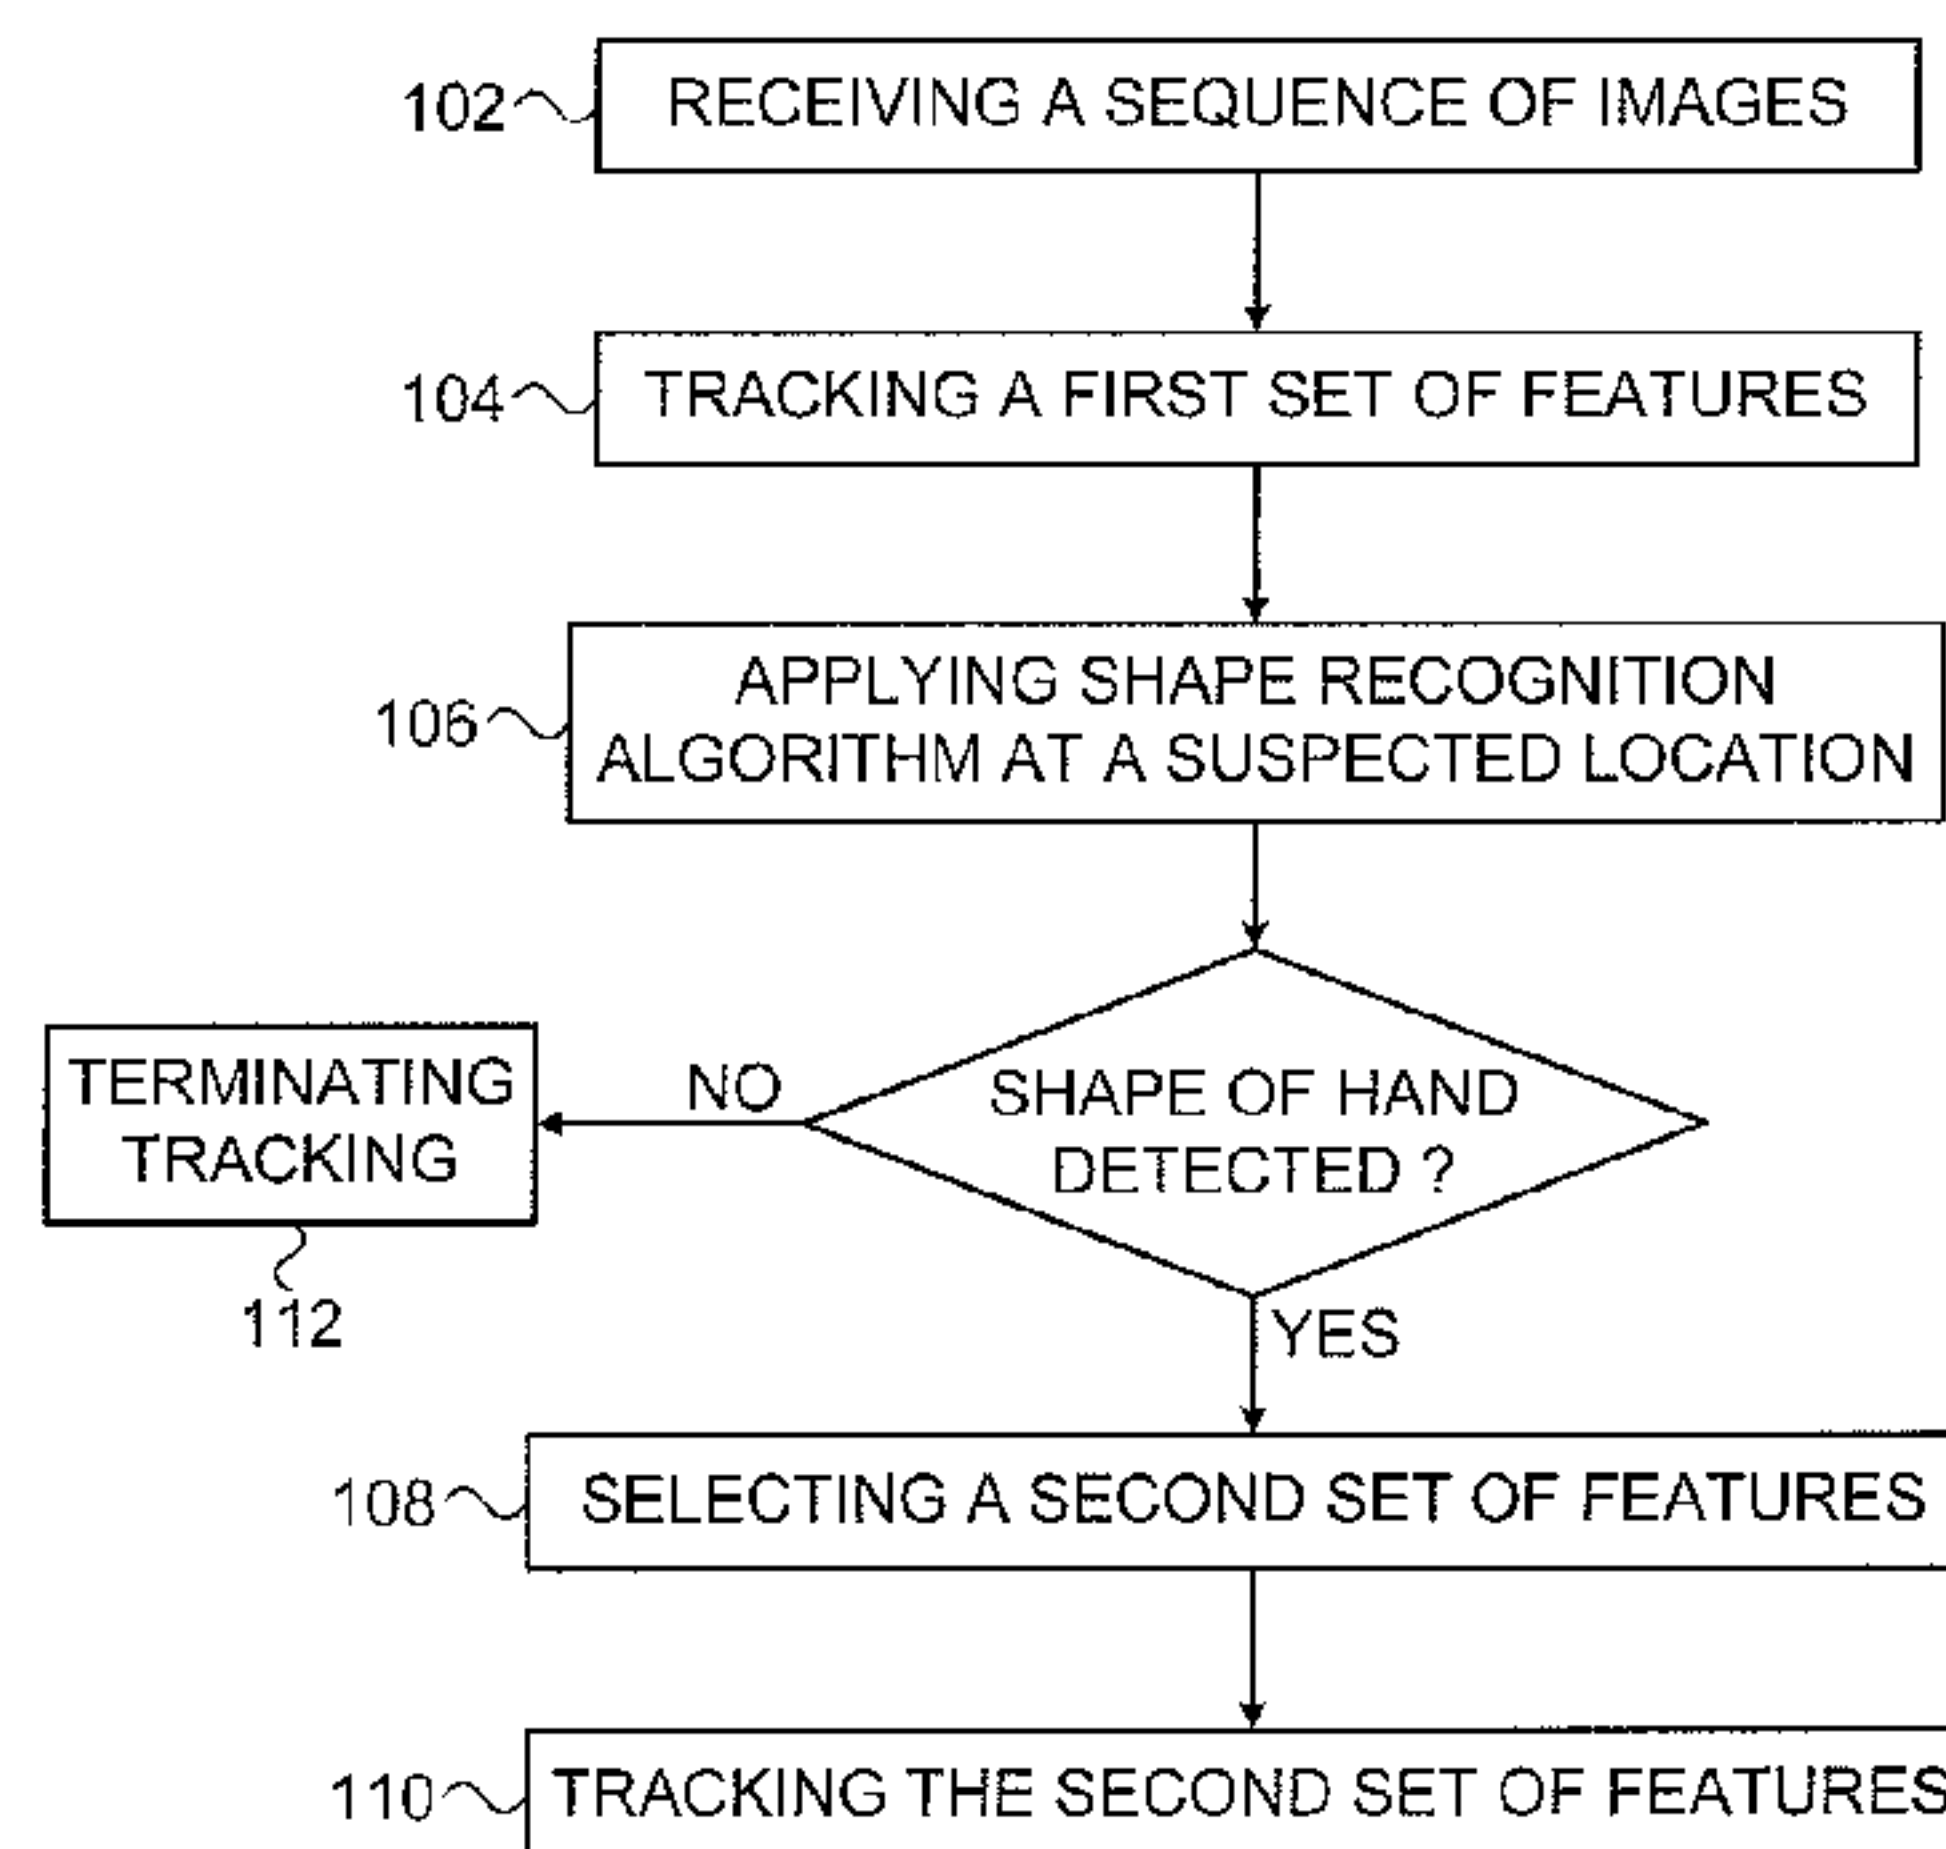 102 RECEIVING A SEQUENCE OF IMAGES
104 TRACKING A FIRST SET OF FEATURES
APPLYING SHAPE RECOGNITION
106 ALGORITHM AT A SUSPECTED LOCATION
TERMINATING
TRACKING
112
NO
SHAPE OF HAND
DETECTED ?
YES
108 SELECTING A SECOND SET OF FEATURES
110 TRACKING THE SECOND SET OF FEATURES